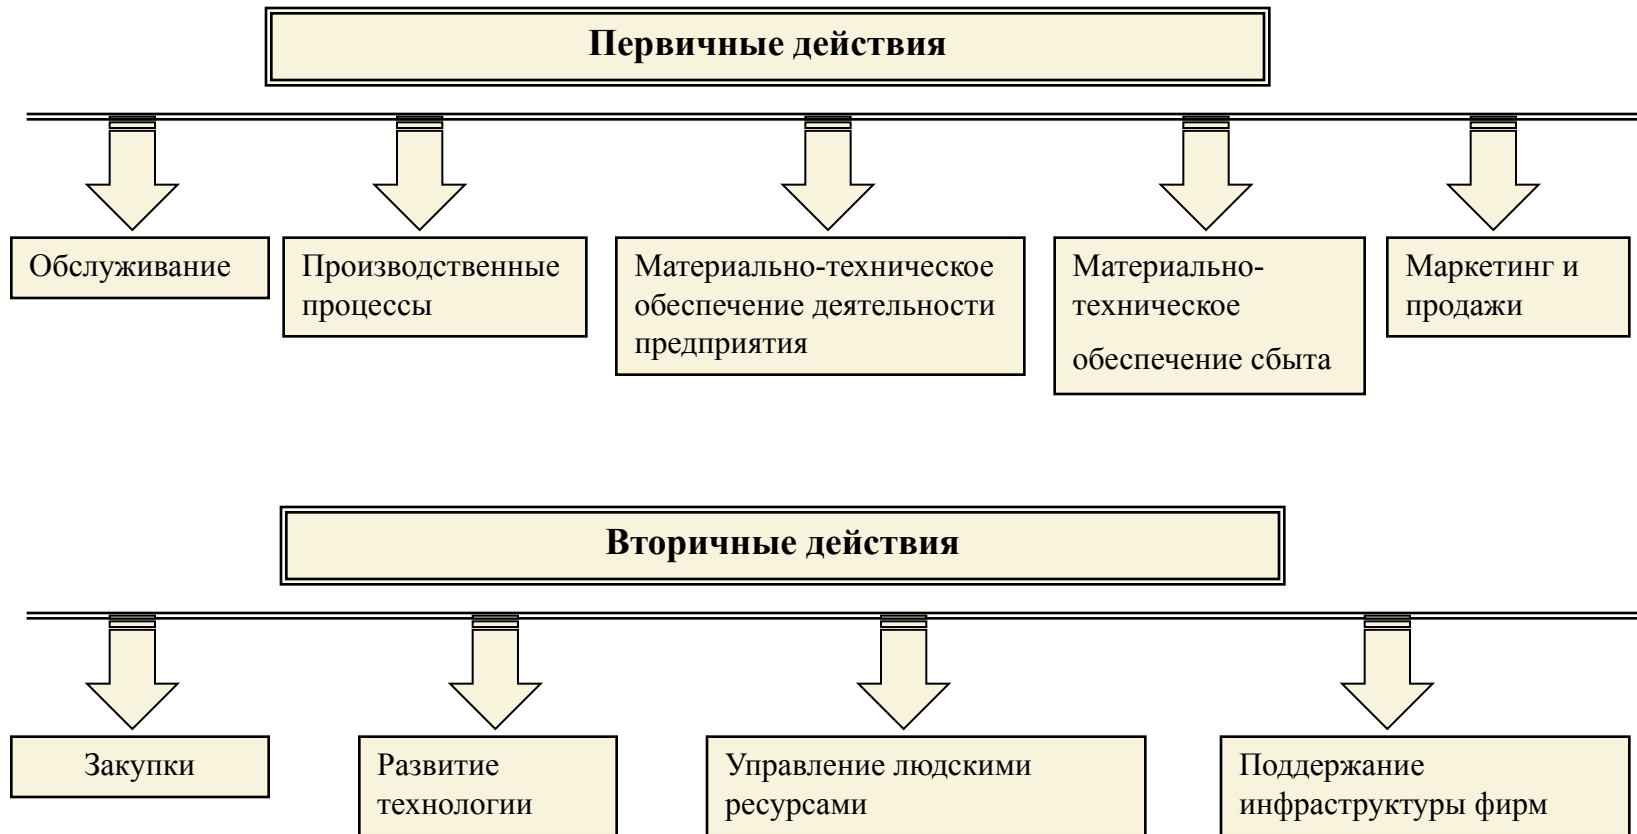 Первичные действия
Обслуживание
Производственные
процессы
Материально-техническое
обеспечение деятельности
предприятия
Материально-
техническое
обеспечение сбыта
Маркетинг и
продажи
Вторичные действия
Закупки
Развитие
технологии
Управление людскими
ресурсами
Поддержание
инфраструктуры фирм